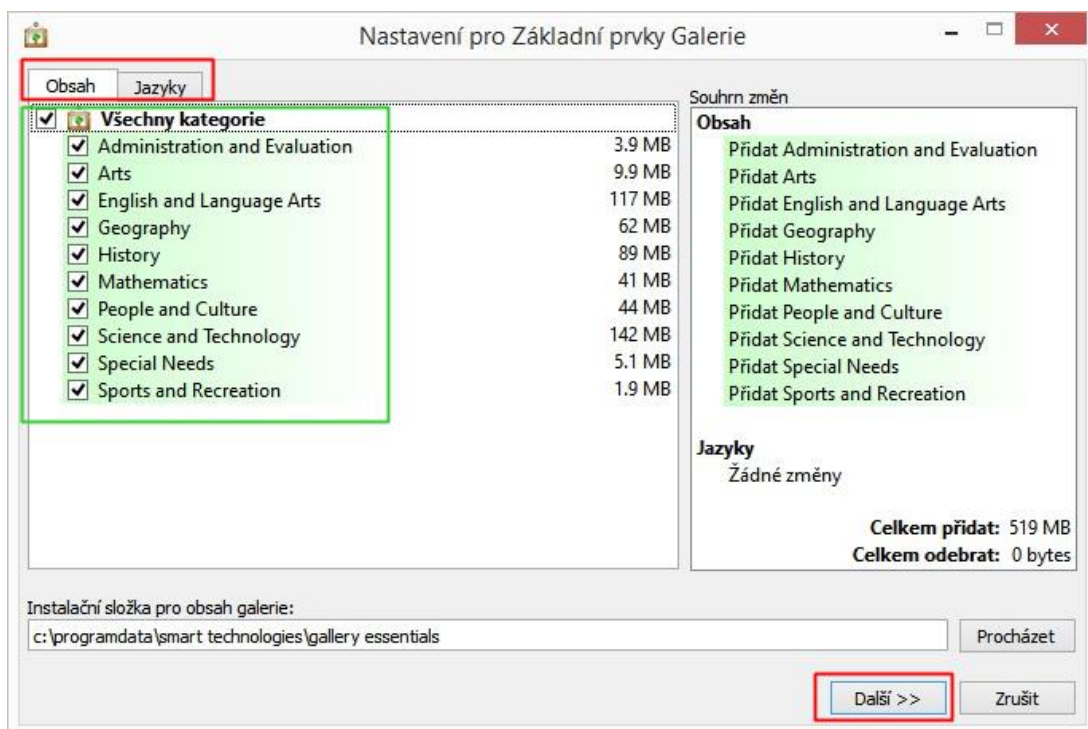 Nastavení pro Základní prvky Galerie
Obsah Jazyky
Všechny kategorie
Administration and Evaluation 3.9 MB
Arts 9.9 MB
English and Language Arts 117 MB
Geography 62 MB
History 89 MB
Mathematics 41 MB
People and Culture 44 MB
Science and Technology 142 MB
Special Needs 5.1 MB
Sports and Recreation 1.9 MB
Souhrn změn
Obsah
Přidat Administration and Evaluation
Přidat Arts
Přidat English and Language Arts
Přidat Geography
Přidat History
Přidat Mathematics
Přidat People and Culture
Přidat Science and Technology
Přidat Special Needs
Přidat Sports and Recreation
Jazyky
Žádné změny
Celkem přidat: 519 MB
Celkem odebrat: 0 bytes
Instalační složka pro obsah galerie:
c:\programdata\smart technologies\gallery essentials Procházet
Další >> Zrušit